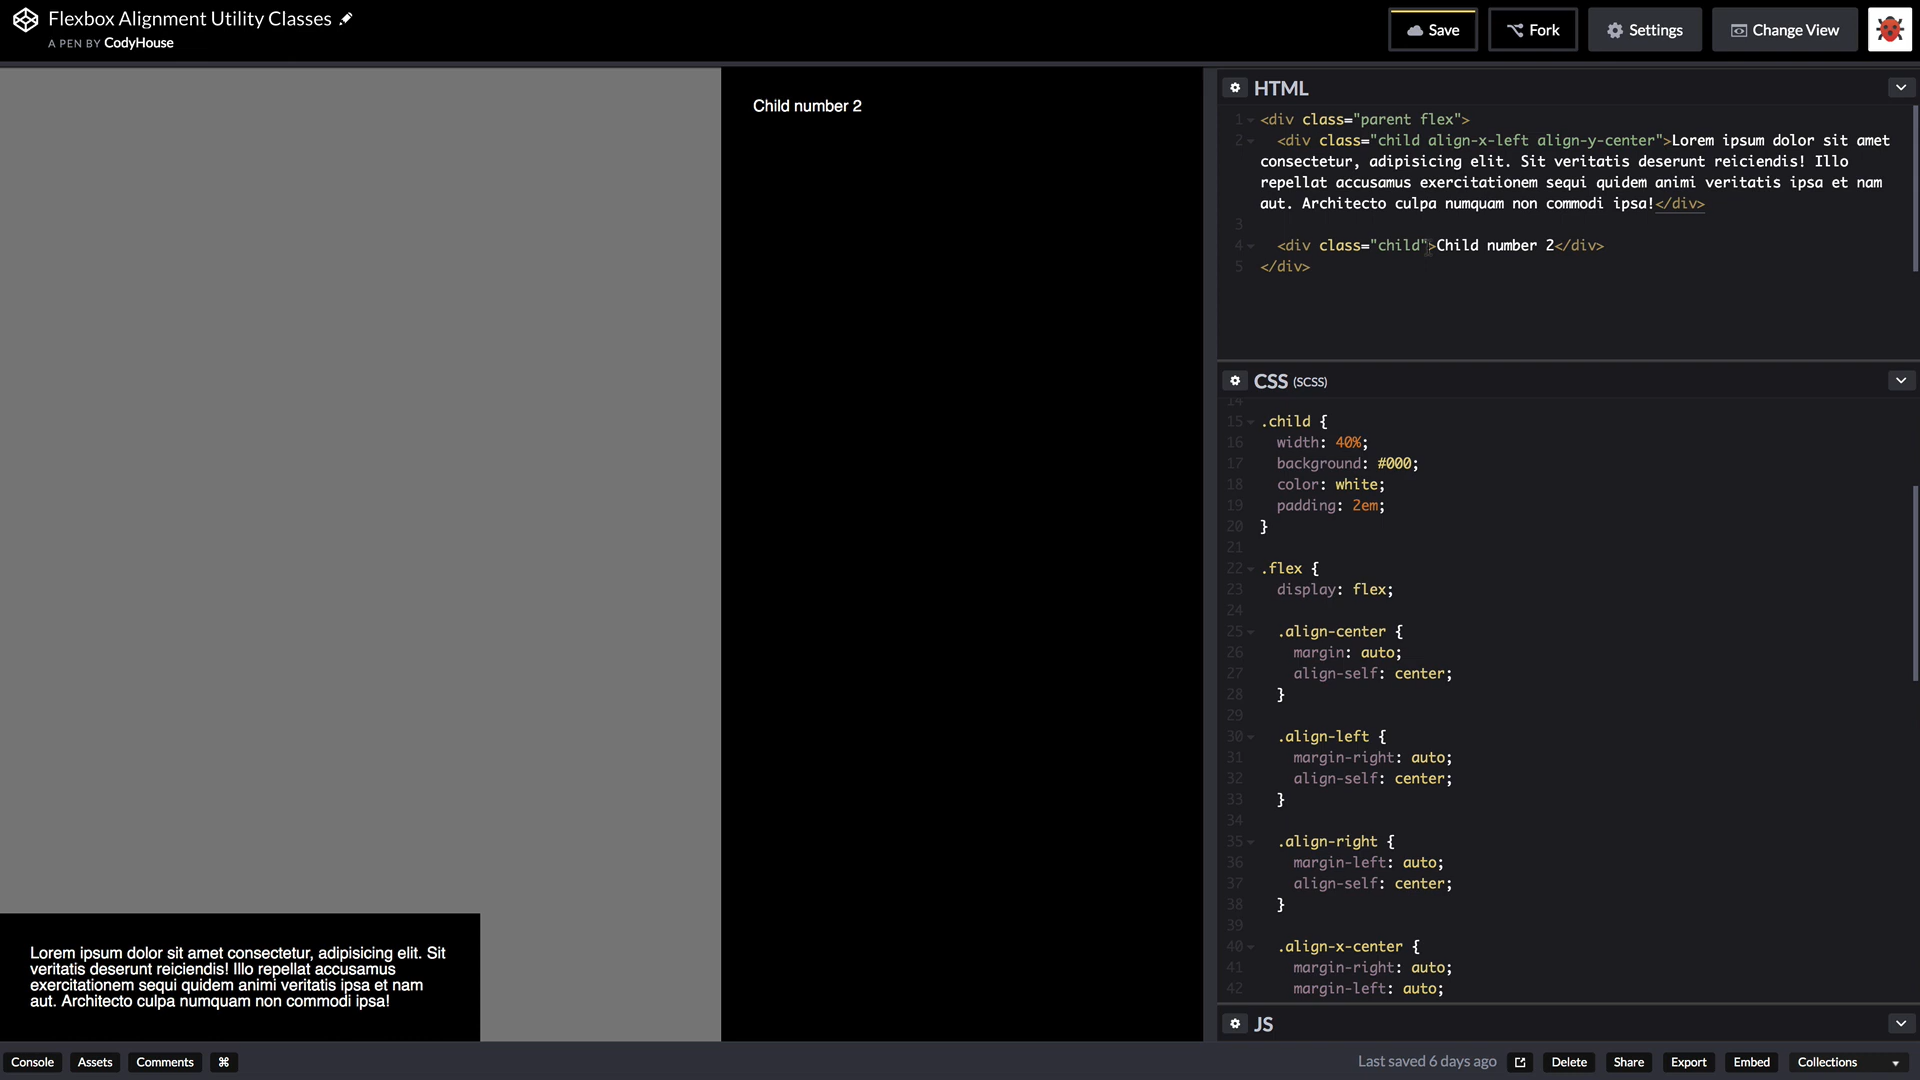 Flexbox Alignment Utility Classes
A PEN BY CodyHouse
Save
Fork
Settings
Change View
Child number 2
Lorem ipsum dolor sit amet consectetur, adipisicing elit. Sit
veritatis deserunt reiciendis! Illo repellat accusamus
exercitationem sequi quidem animi veritatis ipsa et nam
aut. Architecto culpa numquam non commodi ipsa!
HTML
1 <div class="parent flex">
2 <div class="child align-x-left align-y-center">Lorem ipsum dolor sit amet
consectetur, adipisicing elit. Sit veritatis deserunt reiciendis! Illo
repellat accusamus exercitationem sequi quidem animi veritatis ipsa et nam
aut. Architecto culpa numquam non commodi ipsa!</div>
3
4 <div class="child">Child number 2</div>
5 </div>
CSS (SCSS)
14
15 .child {
16 width: 40%;
17 background: #000;
18 color: white;
19 padding: 2em;
20 }
21
22 .flex {
23 display: flex;
24
25 .align-center {
26 margin: auto;
27 align-self: center;
28 }
29
30 .align-left {
31 margin-right: auto;
32 align-self: center;
33 }
34
35 .align-right {
36 margin-left: auto;
37 align-self: center;
38 }
39
40 .align-x-center {
41 margin-right: auto;
42 margin-left: auto;
JS
Console
Assets
Comments
⌘
Last saved 6 days ago
Delete
Share
Export
Embed
Collections